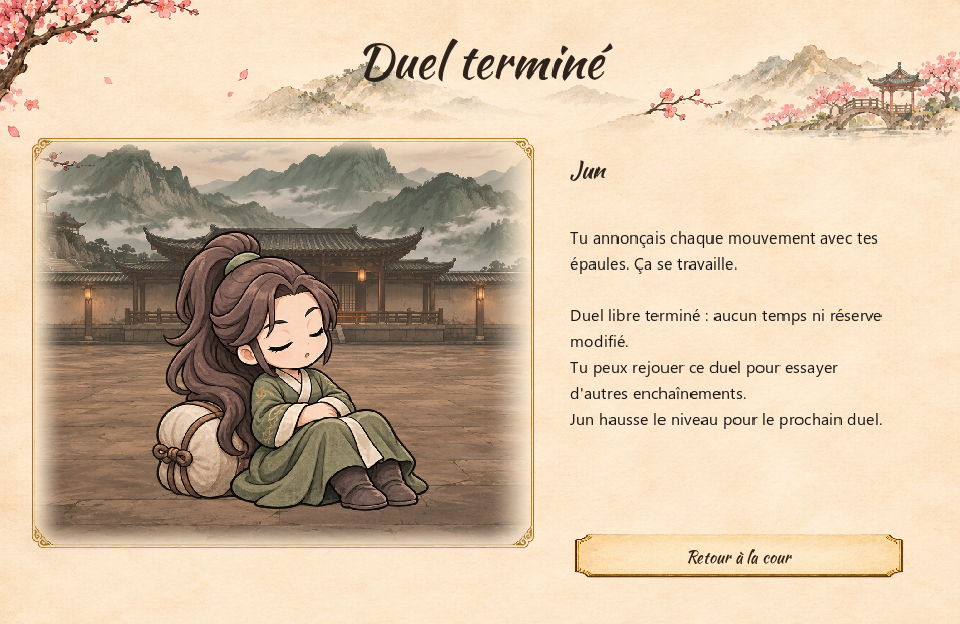 Duel terminé
Jun
Tu annonçais chaque mouvement avec tes
épaules. Ça se travaille.
Duel libre terminé : aucun temps ni réserve
modifié.
Tu peux rejouer ce duel pour essayer
d'autres enchaînements.
Jun hausse le niveau pour le prochain duel.
Retour à la cour